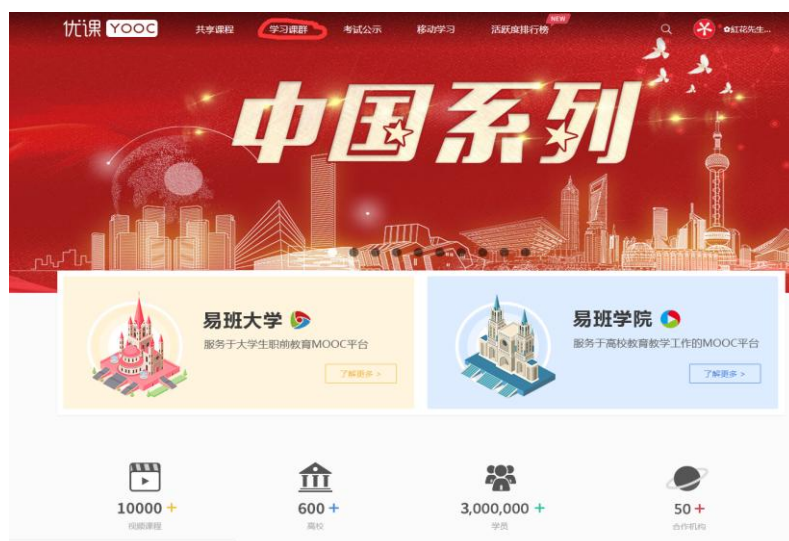 优课 YOOC
共享课程
学习课群
考试公示
移动学习
活跃度排行榜
NEW
✿紅花先生...
中国系列
易班大学
服务于大学生职前教育MOOC平台
了解更多 >
易班学院
服务于高校教育教学工作的MOOC平台
了解更多 >
10000 +
视频课程
600 +
高校
3,000,000 +
学员
50 +
合作机构